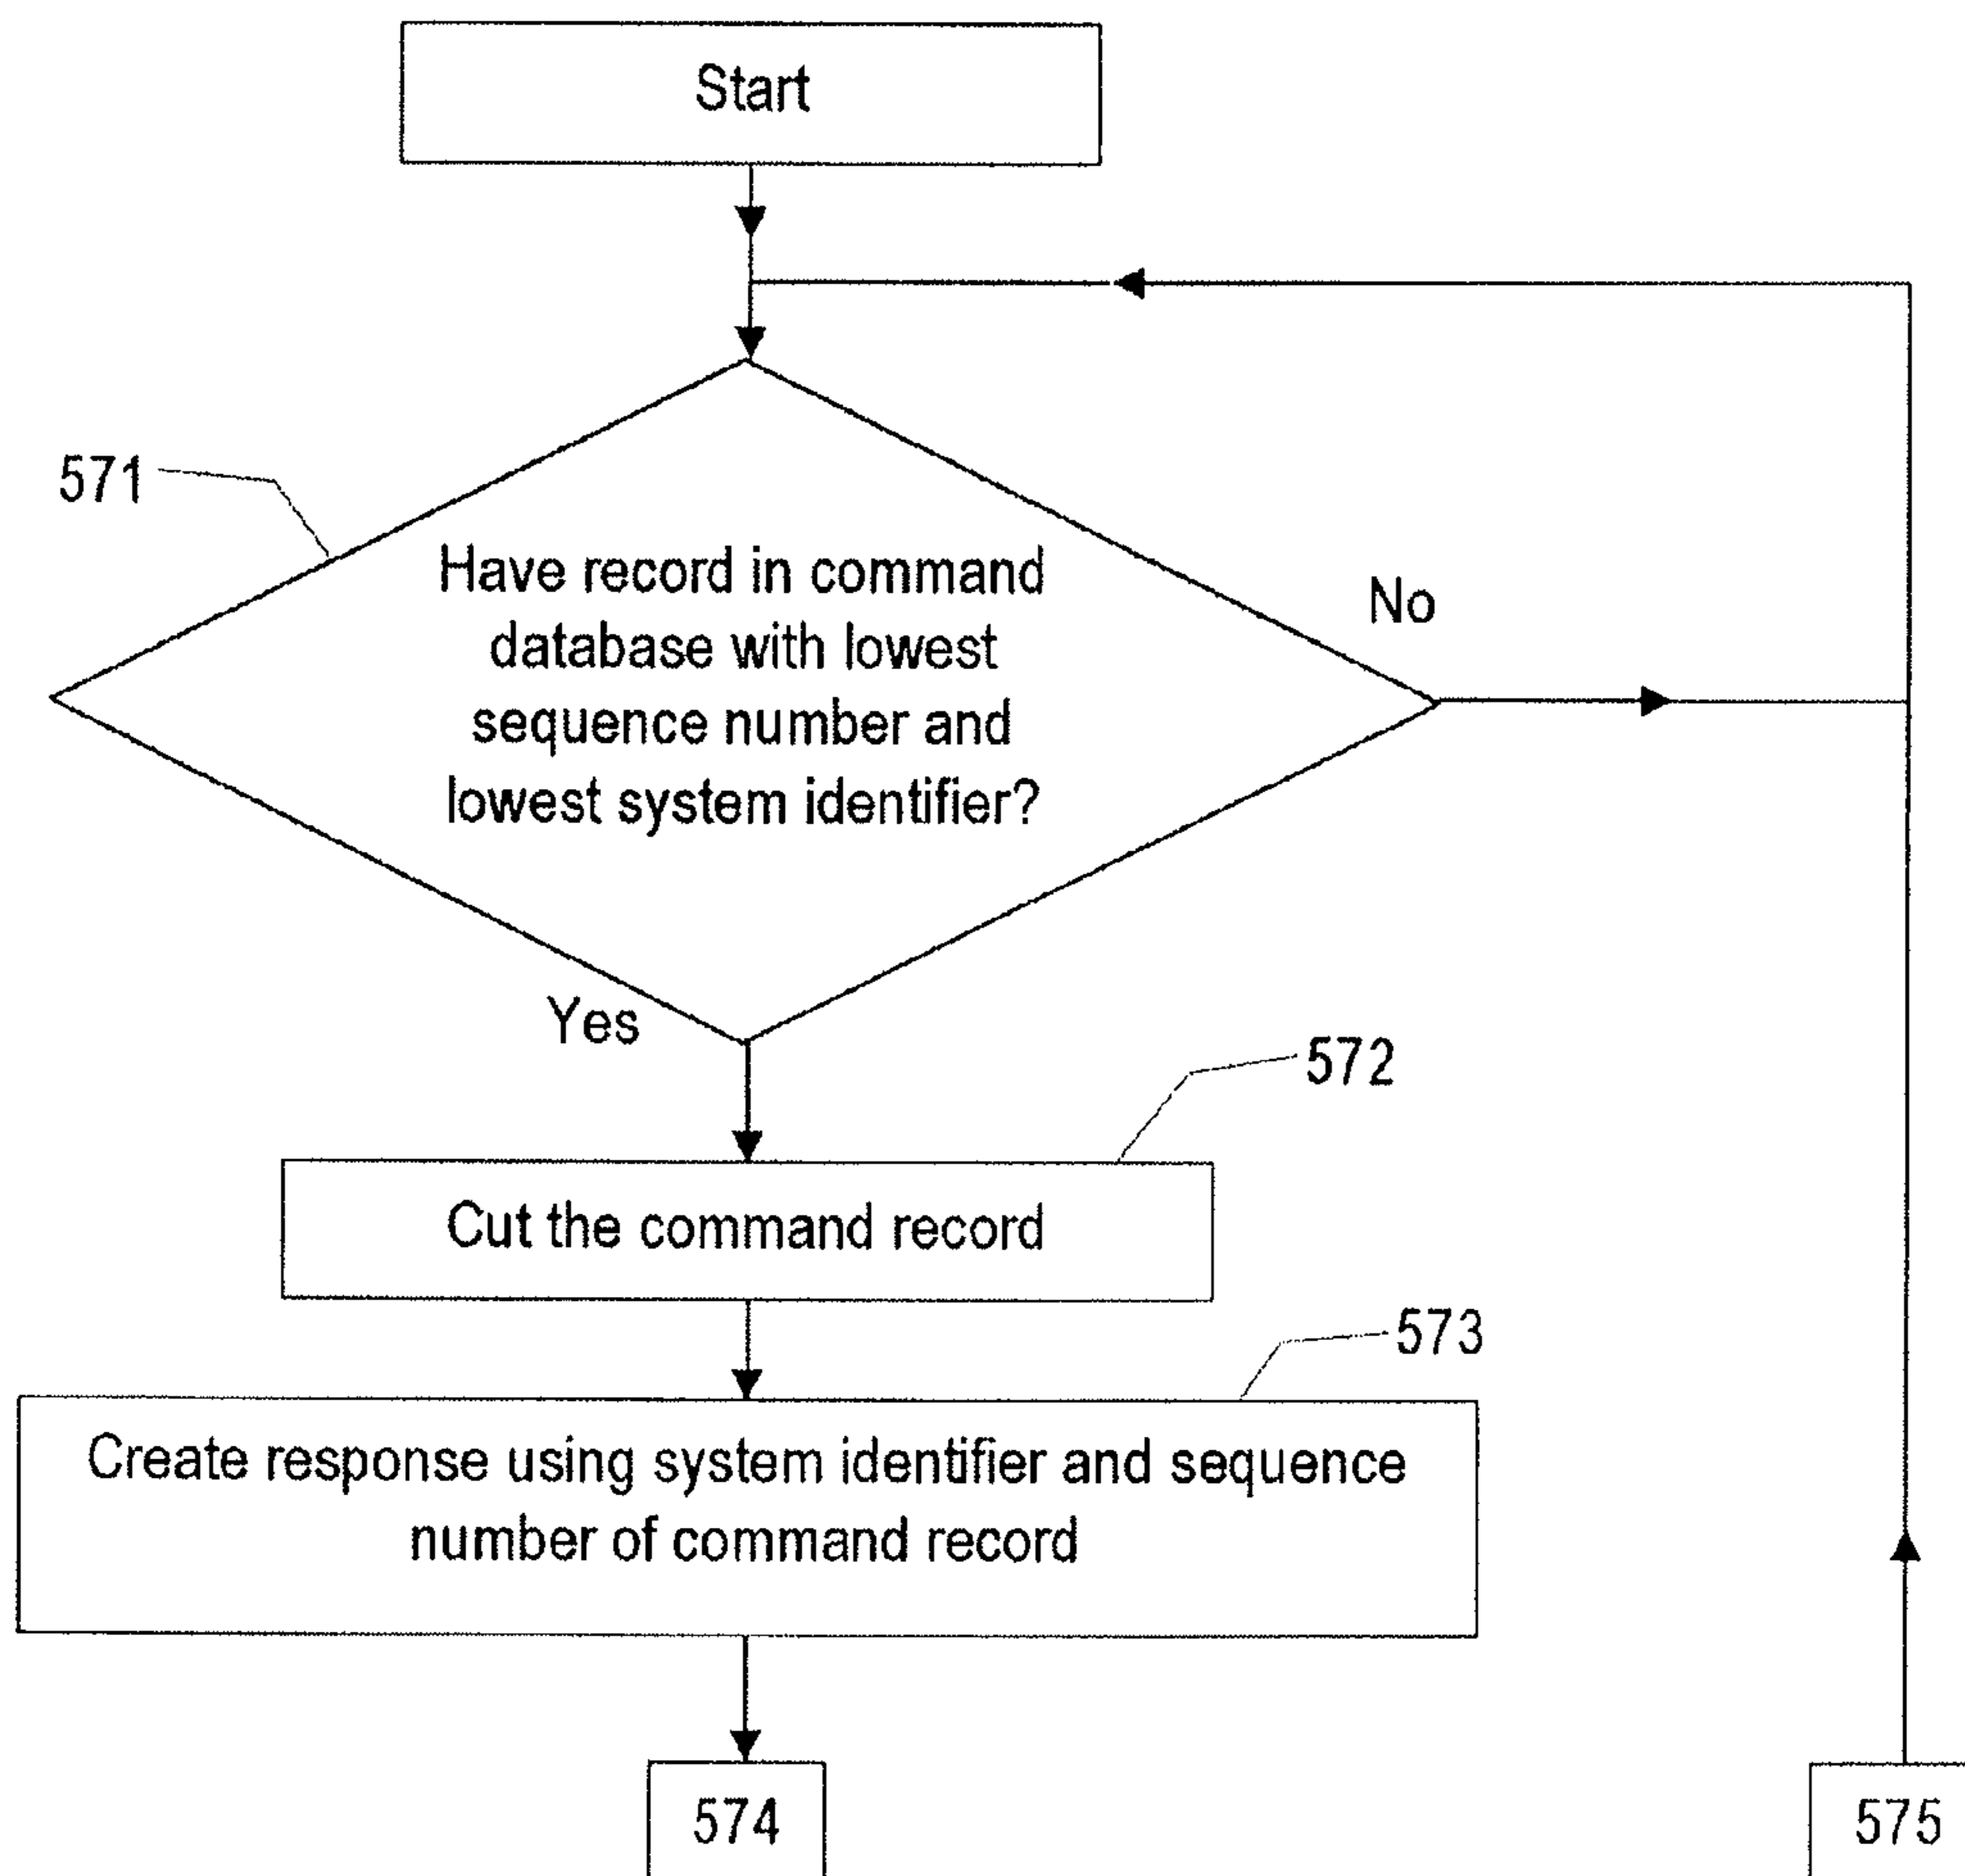 Start
571
Have record in command
database with lowest
sequence number and
lowest system identifier?
No
Yes
572
Cut the command record
573
Create response using system identifier and sequence
number of command record
574
575